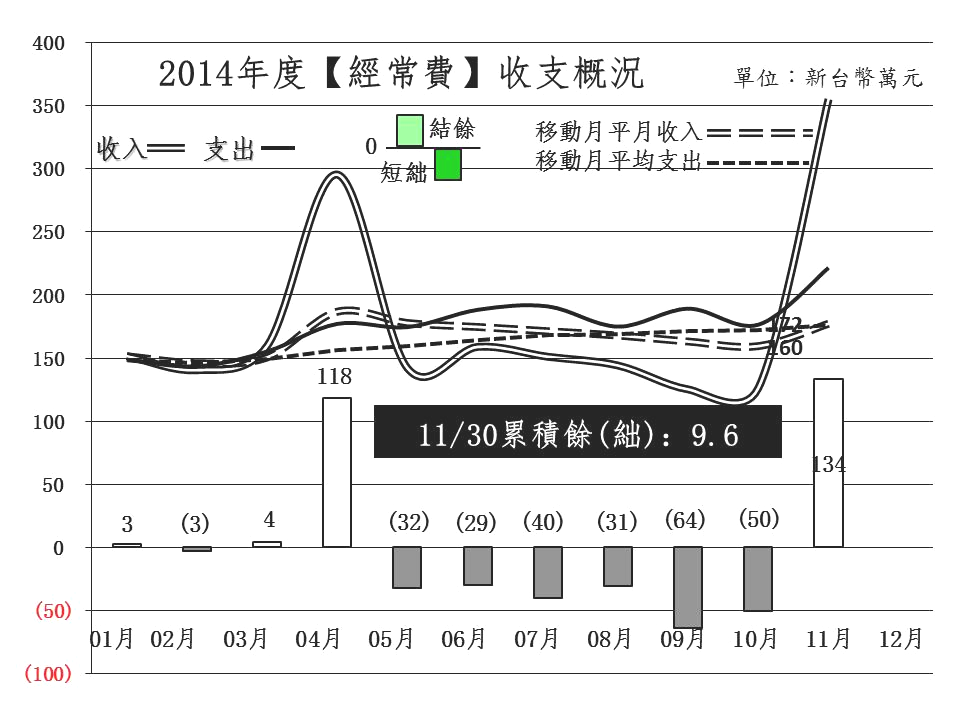 2014年度【經常費】收支概況
單位：新台幣萬元
收入
支出
0
結餘
短絀
移動月平月收入
移動月平均支出
400
350
300
250
200
150
100
50
0
(50)
(100)
172
160
118
11/30累積餘(絀)：9.6
134
3
(3)
4
(32)
(29)
(40)
(31)
(64)
(50)
01月 02月 03月 04月 05月 06月 07月 08月 09月 10月 11月 12月